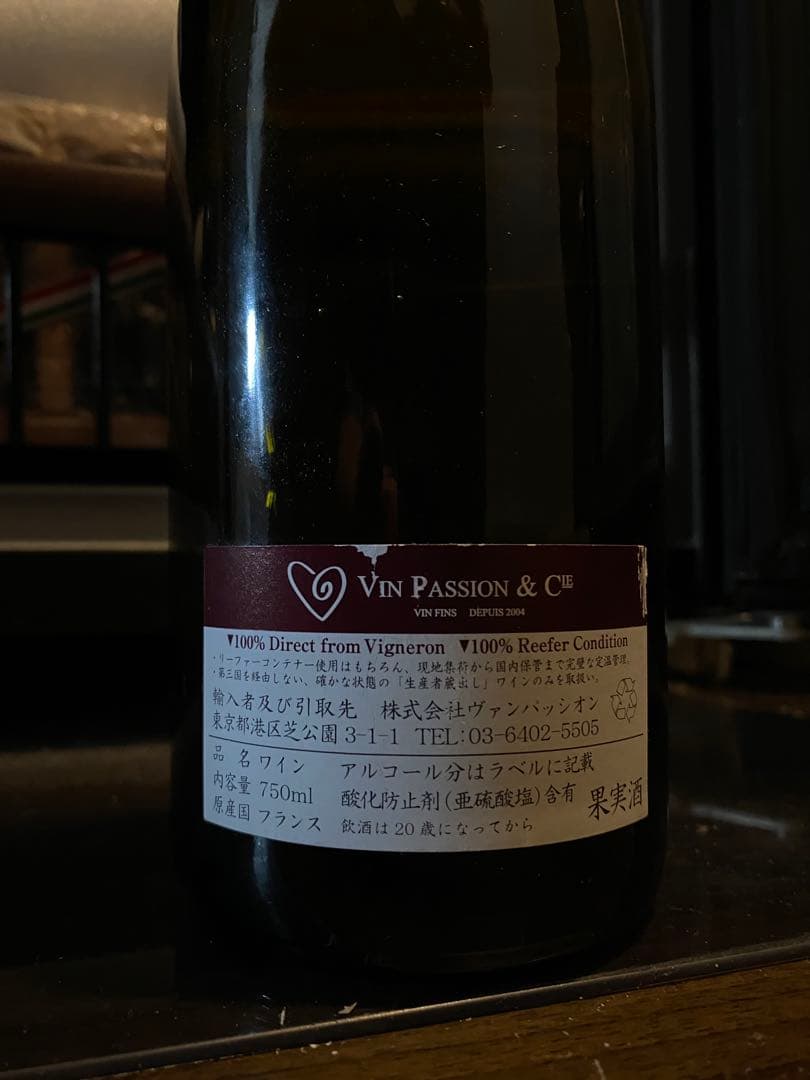 VIN PASSION & CIE
VIN FINS DEPUIS 2004
▼100% Direct from Vigneron ▼100% Reefer Condition
・リーファーコンテナー使用はもちろん、現地集荷から国内保管まで完璧な定温管理。
・第三国を経由しない、確かな状態の「生産者蔵出し」ワインのみを取扱い。
輸入者及び引取先 株式会社ヴァンパッシオン
東京都港区芝公園 3-1-1 TEL:03-6402-5505
品名 ワイン アルコール分はラベルに記載
内容量 750ml 酸化防止剤(亜硫酸塩)含有 果実酒
原産国 フランス 飲酒は20歳になってから